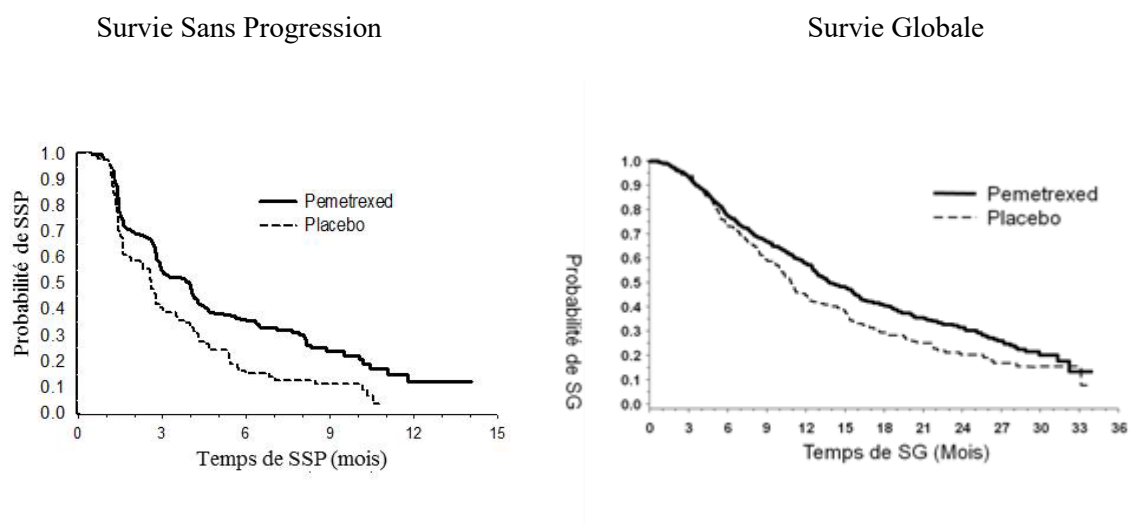 Survie Sans Progression
Survie Globale
1.0
0.9
0.8
0.7
0.6
0.5
0.4
0.3
0.2
0.1
0.0
Probabilité de SSP
Pemetrexed
Placebo
0 3 6 9 12 15
Temps de SSP (mois)
1.0
0.9
0.8
0.7
0.6
0.5
0.4
0.3
0.2
0.1
0.0
Probabilité de SG
Pemetrexed
Placebo
0 3 6 9 12 15 18 21 24 27 30 33 36
Temps de SG (Mois)